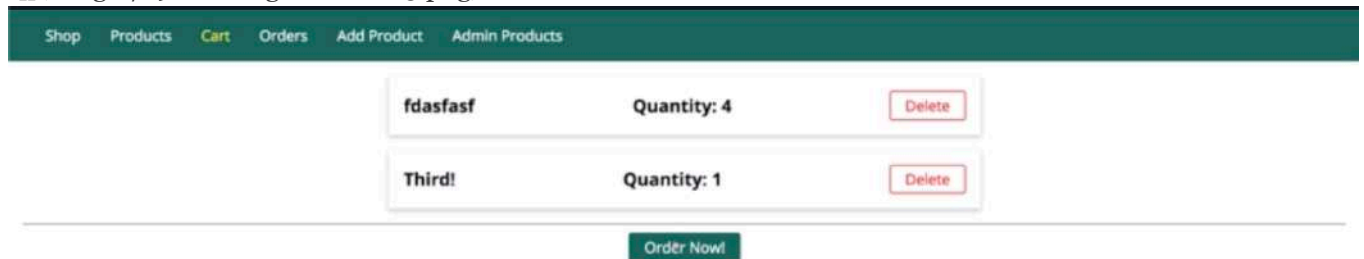 Shop Products Cart Orders Add Product Admin Products
fdasfasf Quantity: 4 Delete
Third! Quantity: 1 Delete
Order Now!